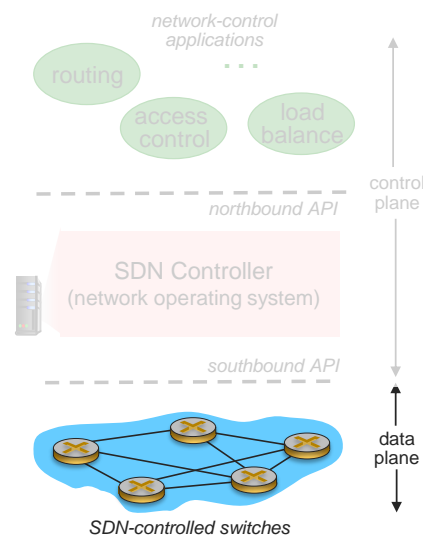 network-control
applications
routing
...
access
control
load
balance
control
plane
northbound API
SDN Controller
(network operating system)
southbound API
data
plane
SDN-controlled switches